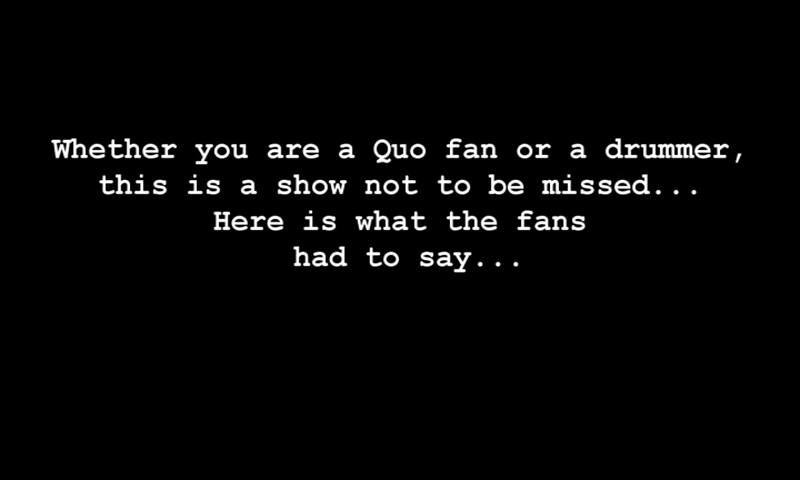 Whether you are a Quo fan or a drummer,
this is a show not to be missed...
Here is what the fans
had to say...